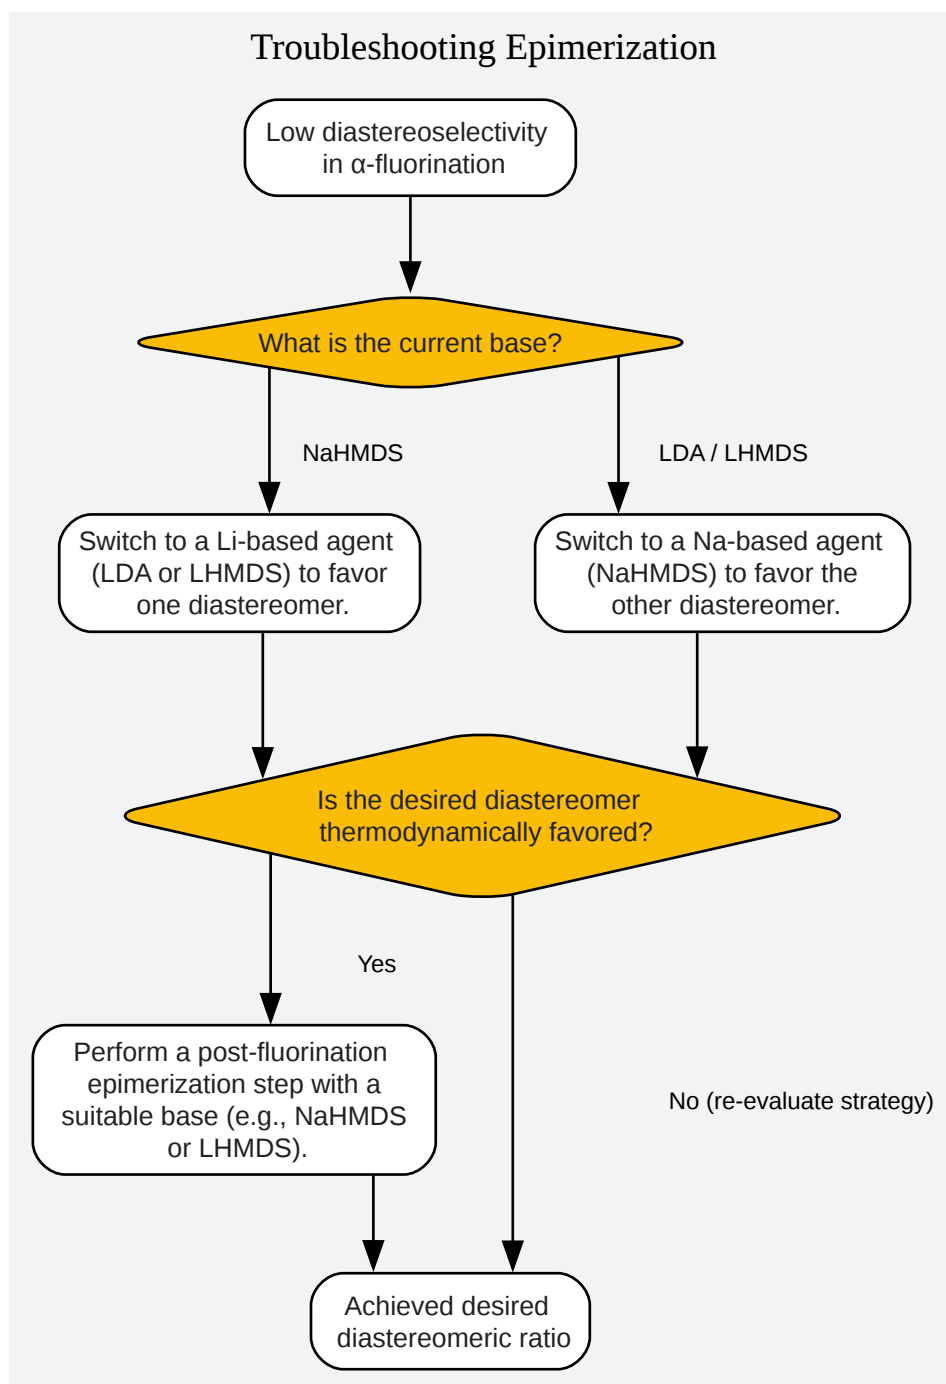 Troubleshooting Epimerization
Low diastereoselectivity
in α-fluorination
What is the current base?
NaHMDS
LDA / LHMDS
Switch to a Li-based agent
(LDA or LHMDS) to favor
one diastereomer.
Switch to a Na-based agent
(NaHMDS) to favor the
other diastereomer.
Is the desired diastereomer
thermodynamically favored?
Yes
Perform a post-fluorination
epimerization step with a
suitable base (e.g., NaHMDS
or LHMDS).
No (re-evaluate strategy)
Achieved desired
diastereomeric ratio